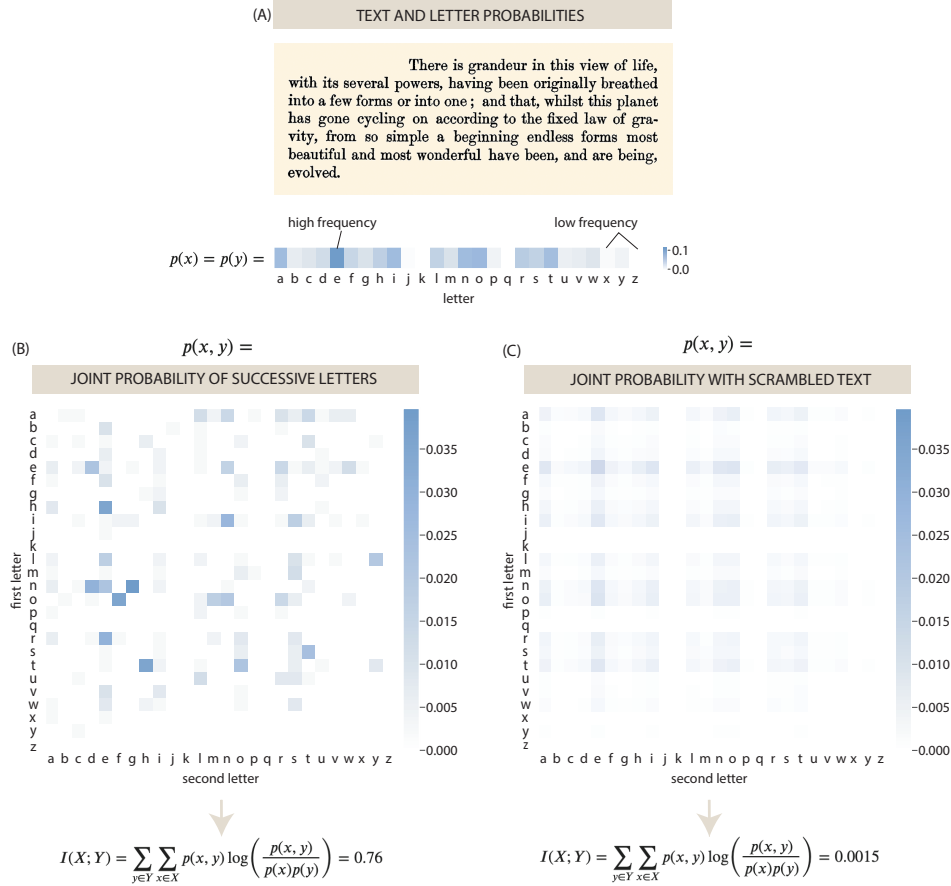 (A)
TEXT AND LETTER PROBABILITIES
There is grandeur in this view of life,
with its several powers, having been originally breathed
into a few forms or into one ; and that, whilst this planet
has gone cycling on according to the fixed law of gra-
vity, from so simple a beginning endless forms most
beautiful and most wonderful have been, and are being,
evolved.
high frequency
low frequency
p(x) = p(y) =
0.1
0.0
a b c d e f g h i j k l m n o p q r s t u v w x y z
letter
(B)
p(x, y) =
JOINT PROBABILITY OF SUCCESSIVE LETTERS
first letter
a
b
c
d
e
f
g
h
i
j
k
l
m
n
o
p
q
r
s
t
u
v
w
x
y
z
0.035
0.030
0.025
0.020
0.015
0.010
0.005
0.000
a b c d e f g h i j k l m n o p q r s t u v w x y z
second letter
I(X; Y) = ∑y∈Y ∑x∈X p(x, y) log ( p(x, y) / p(x)p(y) ) = 0.76
(C)
p(x, y) =
JOINT PROBABILITY WITH SCRAMBLED TEXT
first letter
a
b
c
d
e
f
g
h
i
j
k
l
m
n
o
p
q
r
s
t
u
v
w
x
y
z
0.035
0.030
0.025
0.020
0.015
0.010
0.005
0.000
a b c d e f g h i j k l m n o p q r s t u v w x y z
second letter
I(X; Y) = ∑y∈Y ∑x∈X p(x, y) log ( p(x, y) / p(x)p(y) ) = 0.0015